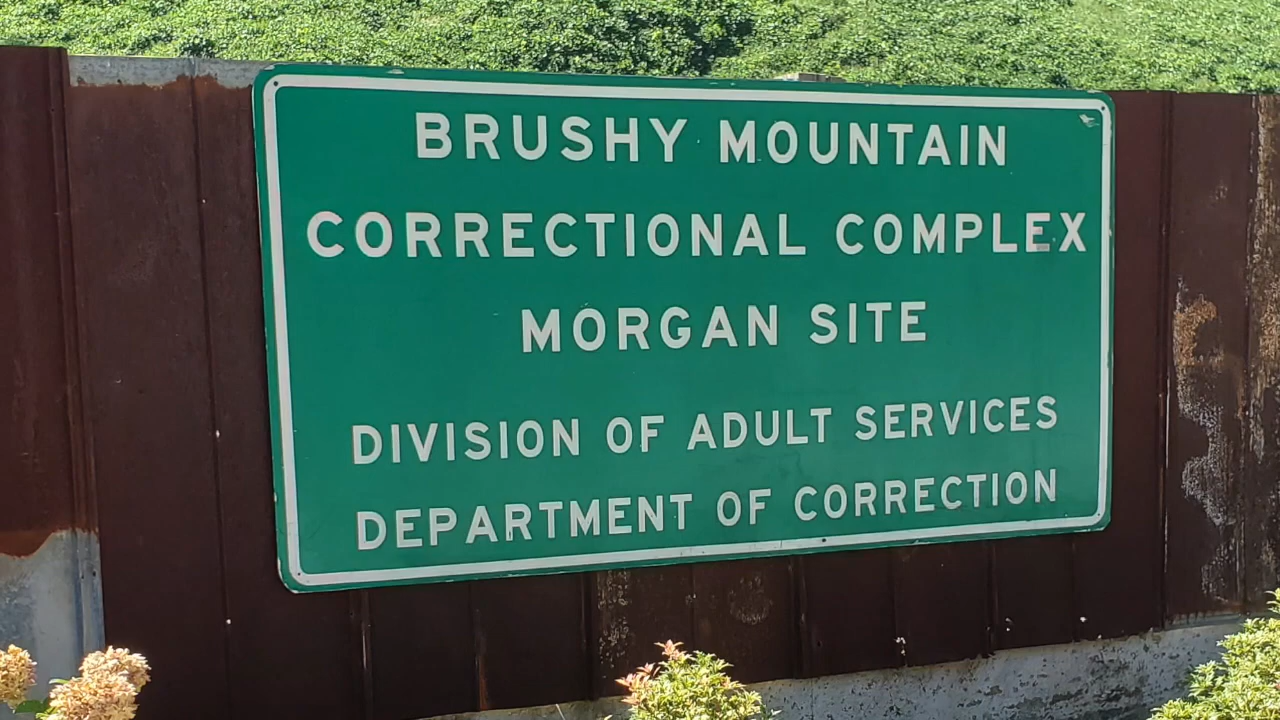 BRUSHY MOUNTAIN
CORRECTIONAL COMPLEX
MORGAN SITE
DIVISION OF ADULT SERVICES
DEPARTMENT OF CORRECTION